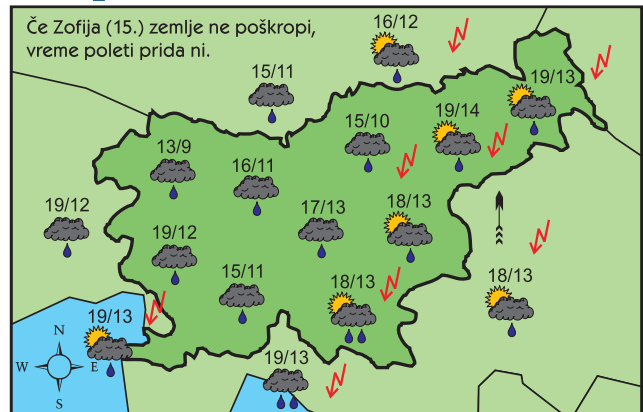 Če Zofija (15.) zemlje ne poškropi,
vreme poleti prida ni.
16/12
15/11
19/13
19/14
15/10
13/9
16/11
19/12
17/13
18/13
19/12
15/11
18/13
18/13
19/13
19/13
N
W
E
S